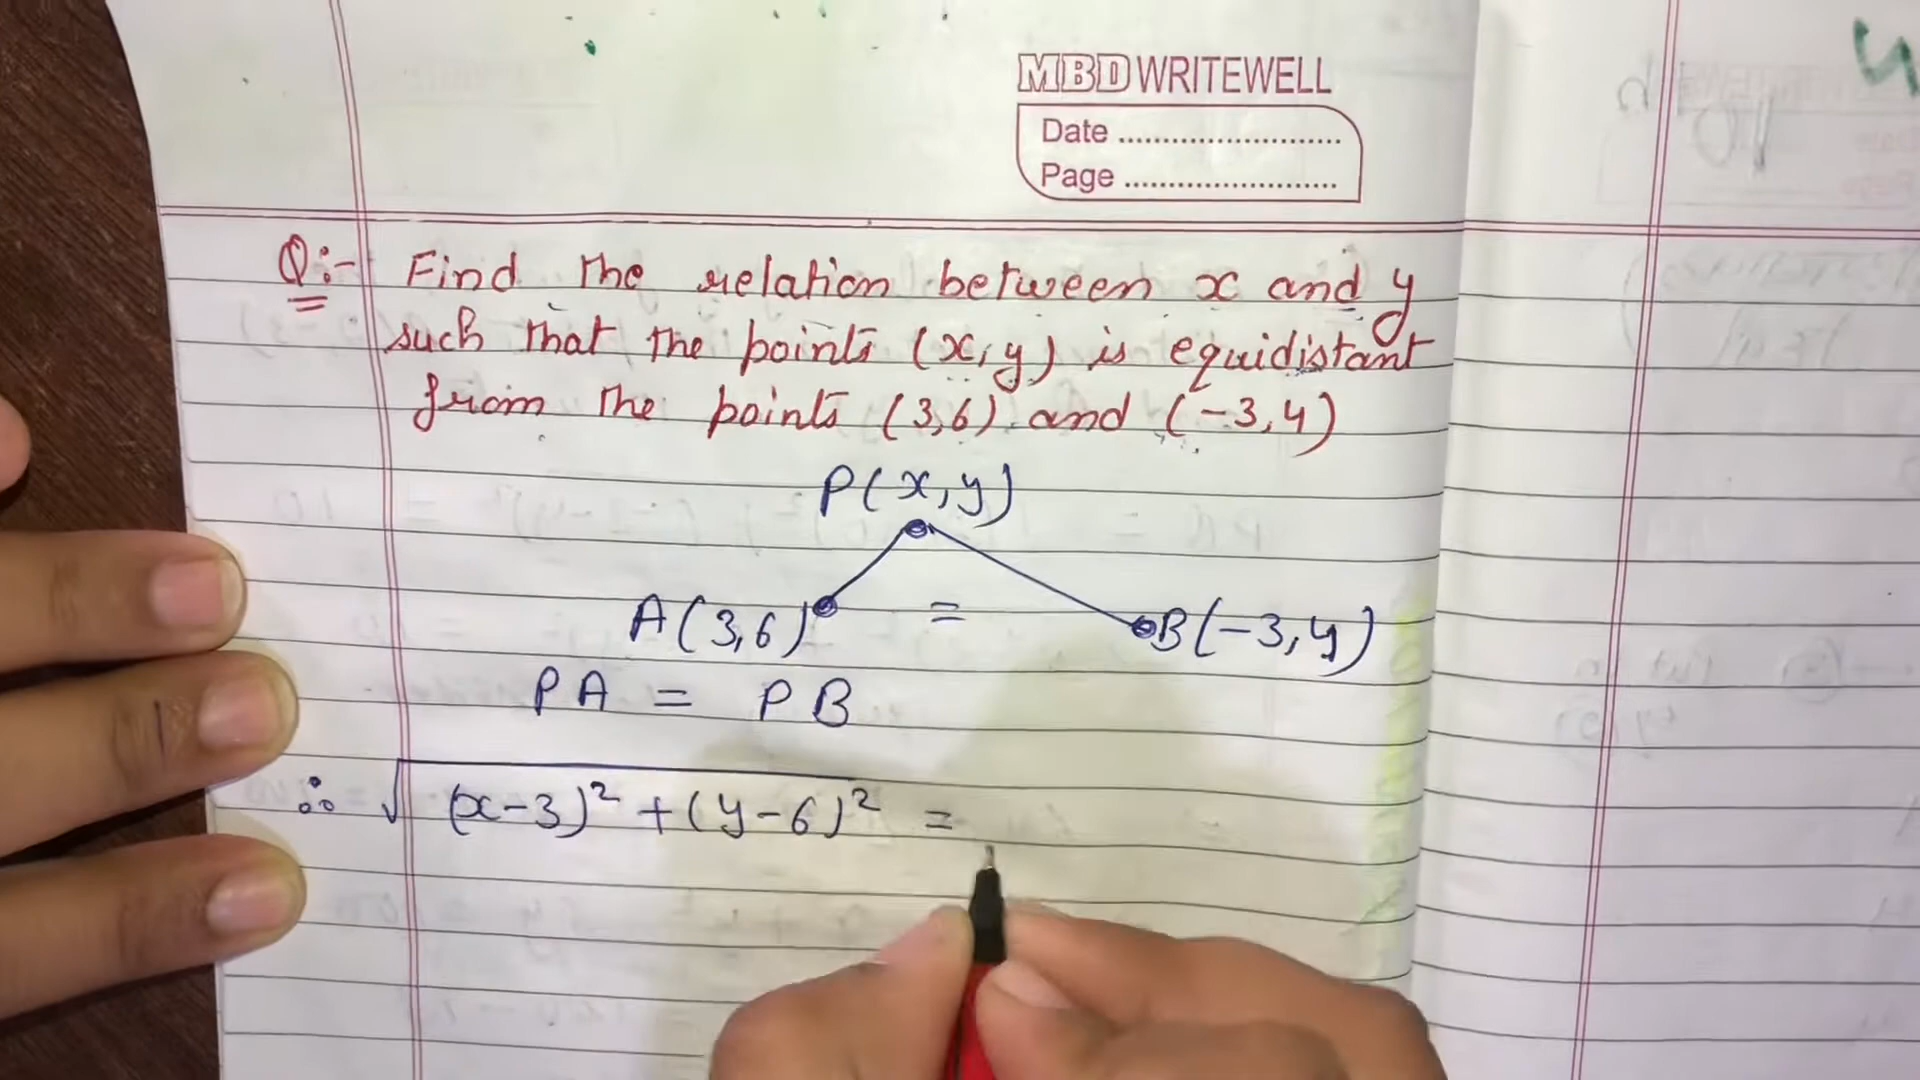 MBD WRITEWELL
Date ........................
Page ........................
Q:- Find the relation between x and y
such that the points (x,y) is equidistant
from the points (3,6) and (-3,4)
P(x,y)
A(3,6) = B(-3,4)
PA = PB
∴ √(x-3)² + (y-6)² =